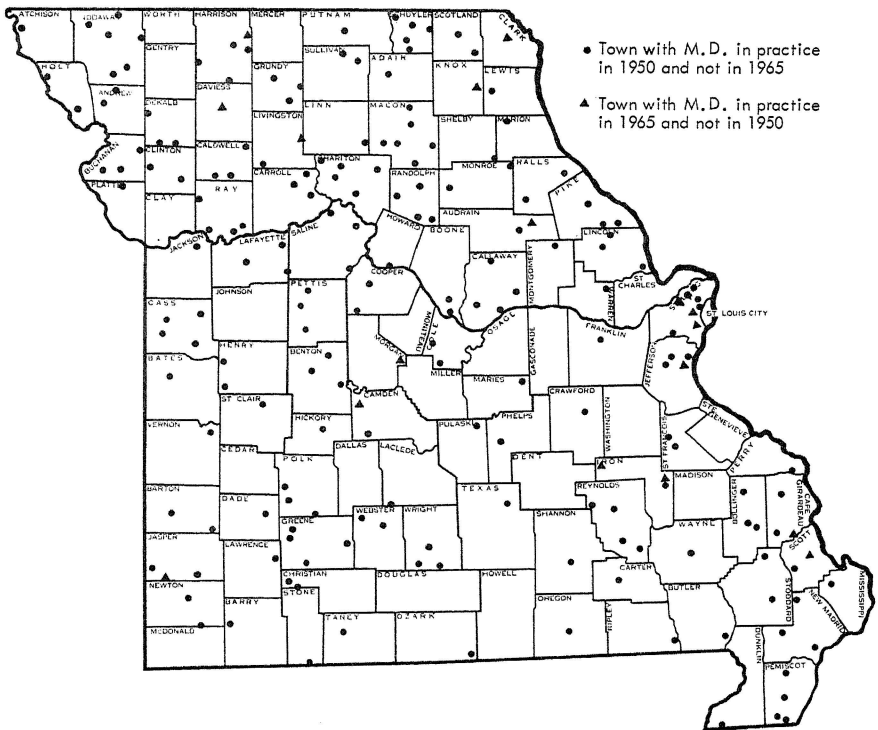 ATCHISON
NODAWAY
WORTH
HARRISON
MERCER
PUTNAM
SCHUYLER
SCOTLAND
CLARK
● Town with M.D. in practice
in 1950 and not in 1965
▲ Town with M.D. in practice
in 1965 and not in 1950
GENTRY
SULLIVAN
ADAIR
KNOX
LEWIS
HOLT
ANDREW
DEKALB
DAVIESS
GRUNDY
LINN
MACON
SHELBY
MARION
BUCHANAN
CLINTON
CALDWELL
LIVINGSTON
CHARITON
RANDOLPH
MONROE
RALLS
PIKE
PLATTE
CLAY
RAY
CARROLL
HOWARD
BOONE
AUDRAIN
LINCOLN
JACKSON
LAFAYETTE
SALINE
COOPER
CALLAWAY
MONTGOMERY
WARREN
ST
CHARLES
ST LOUIS CITY
CASS
JOHNSON
PETTIS
MONITEAU
COLE
OSAGE
GASCONADE
FRANKLIN
JEFFERSON
BATES
HENRY
BENTON
MORGAN
MILLER
MARIES
CRAWFORD
WASHINGTON
STE
GENEVIEVE
ST CLAIR
HICKORY
CAMDEN
PULASKI
PHELPS
ST FRANCOIS
PERRY
VERNON
CEDAR
POLK
DALLAS
LACLEDE
DENT
IRON
MADISON
BOLLINGER
CAPE
GIRARDEAU
BARTON
DADE
GREENE
WEBSTER
WRIGHT
TEXAS
REYNOLDS
SHANNON
WAYNE
SCOTT
JASPER
LAWRENCE
CHRISTIAN
DOUGLAS
HOWELL
CARTER
BUTLER
STODDARD
MISSISSIPPI
NEWTON
BARRY
STONE
TANEY
OZARK
OREGON
RIPLEY
NEW MADRID
MCDONALD
DUNKLIN
PEMISCOT